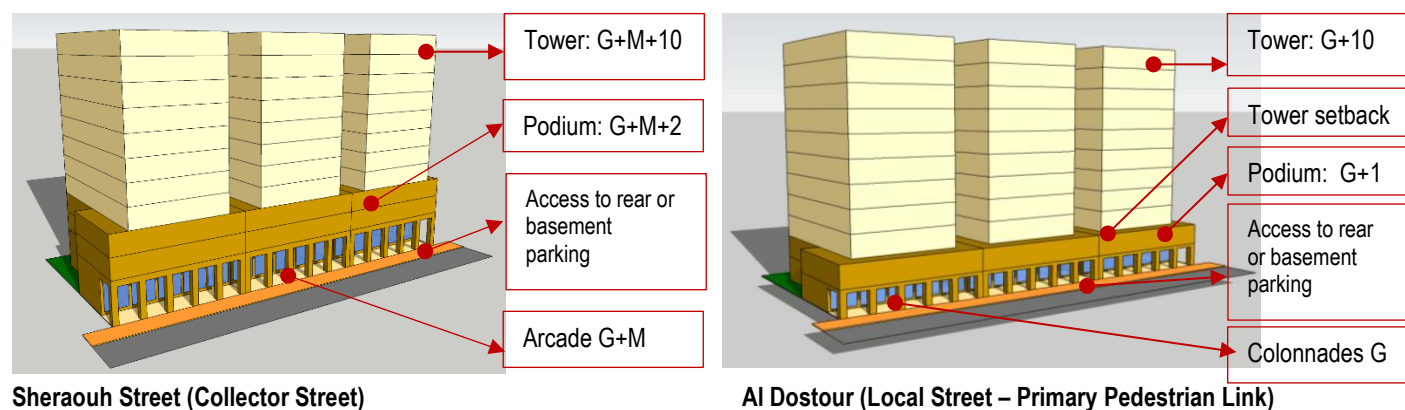 Tower: G+M+10
Podium: G+M+2
Access to rear or
basement
parking
Arcade G+M
Sheraouh Street (Collector Street)
Tower: G+10
Tower setback
Podium: G+1
Access to rear
or basement
parking
Colonnades G
Al Dostour (Local Street – Primary Pedestrian Link)